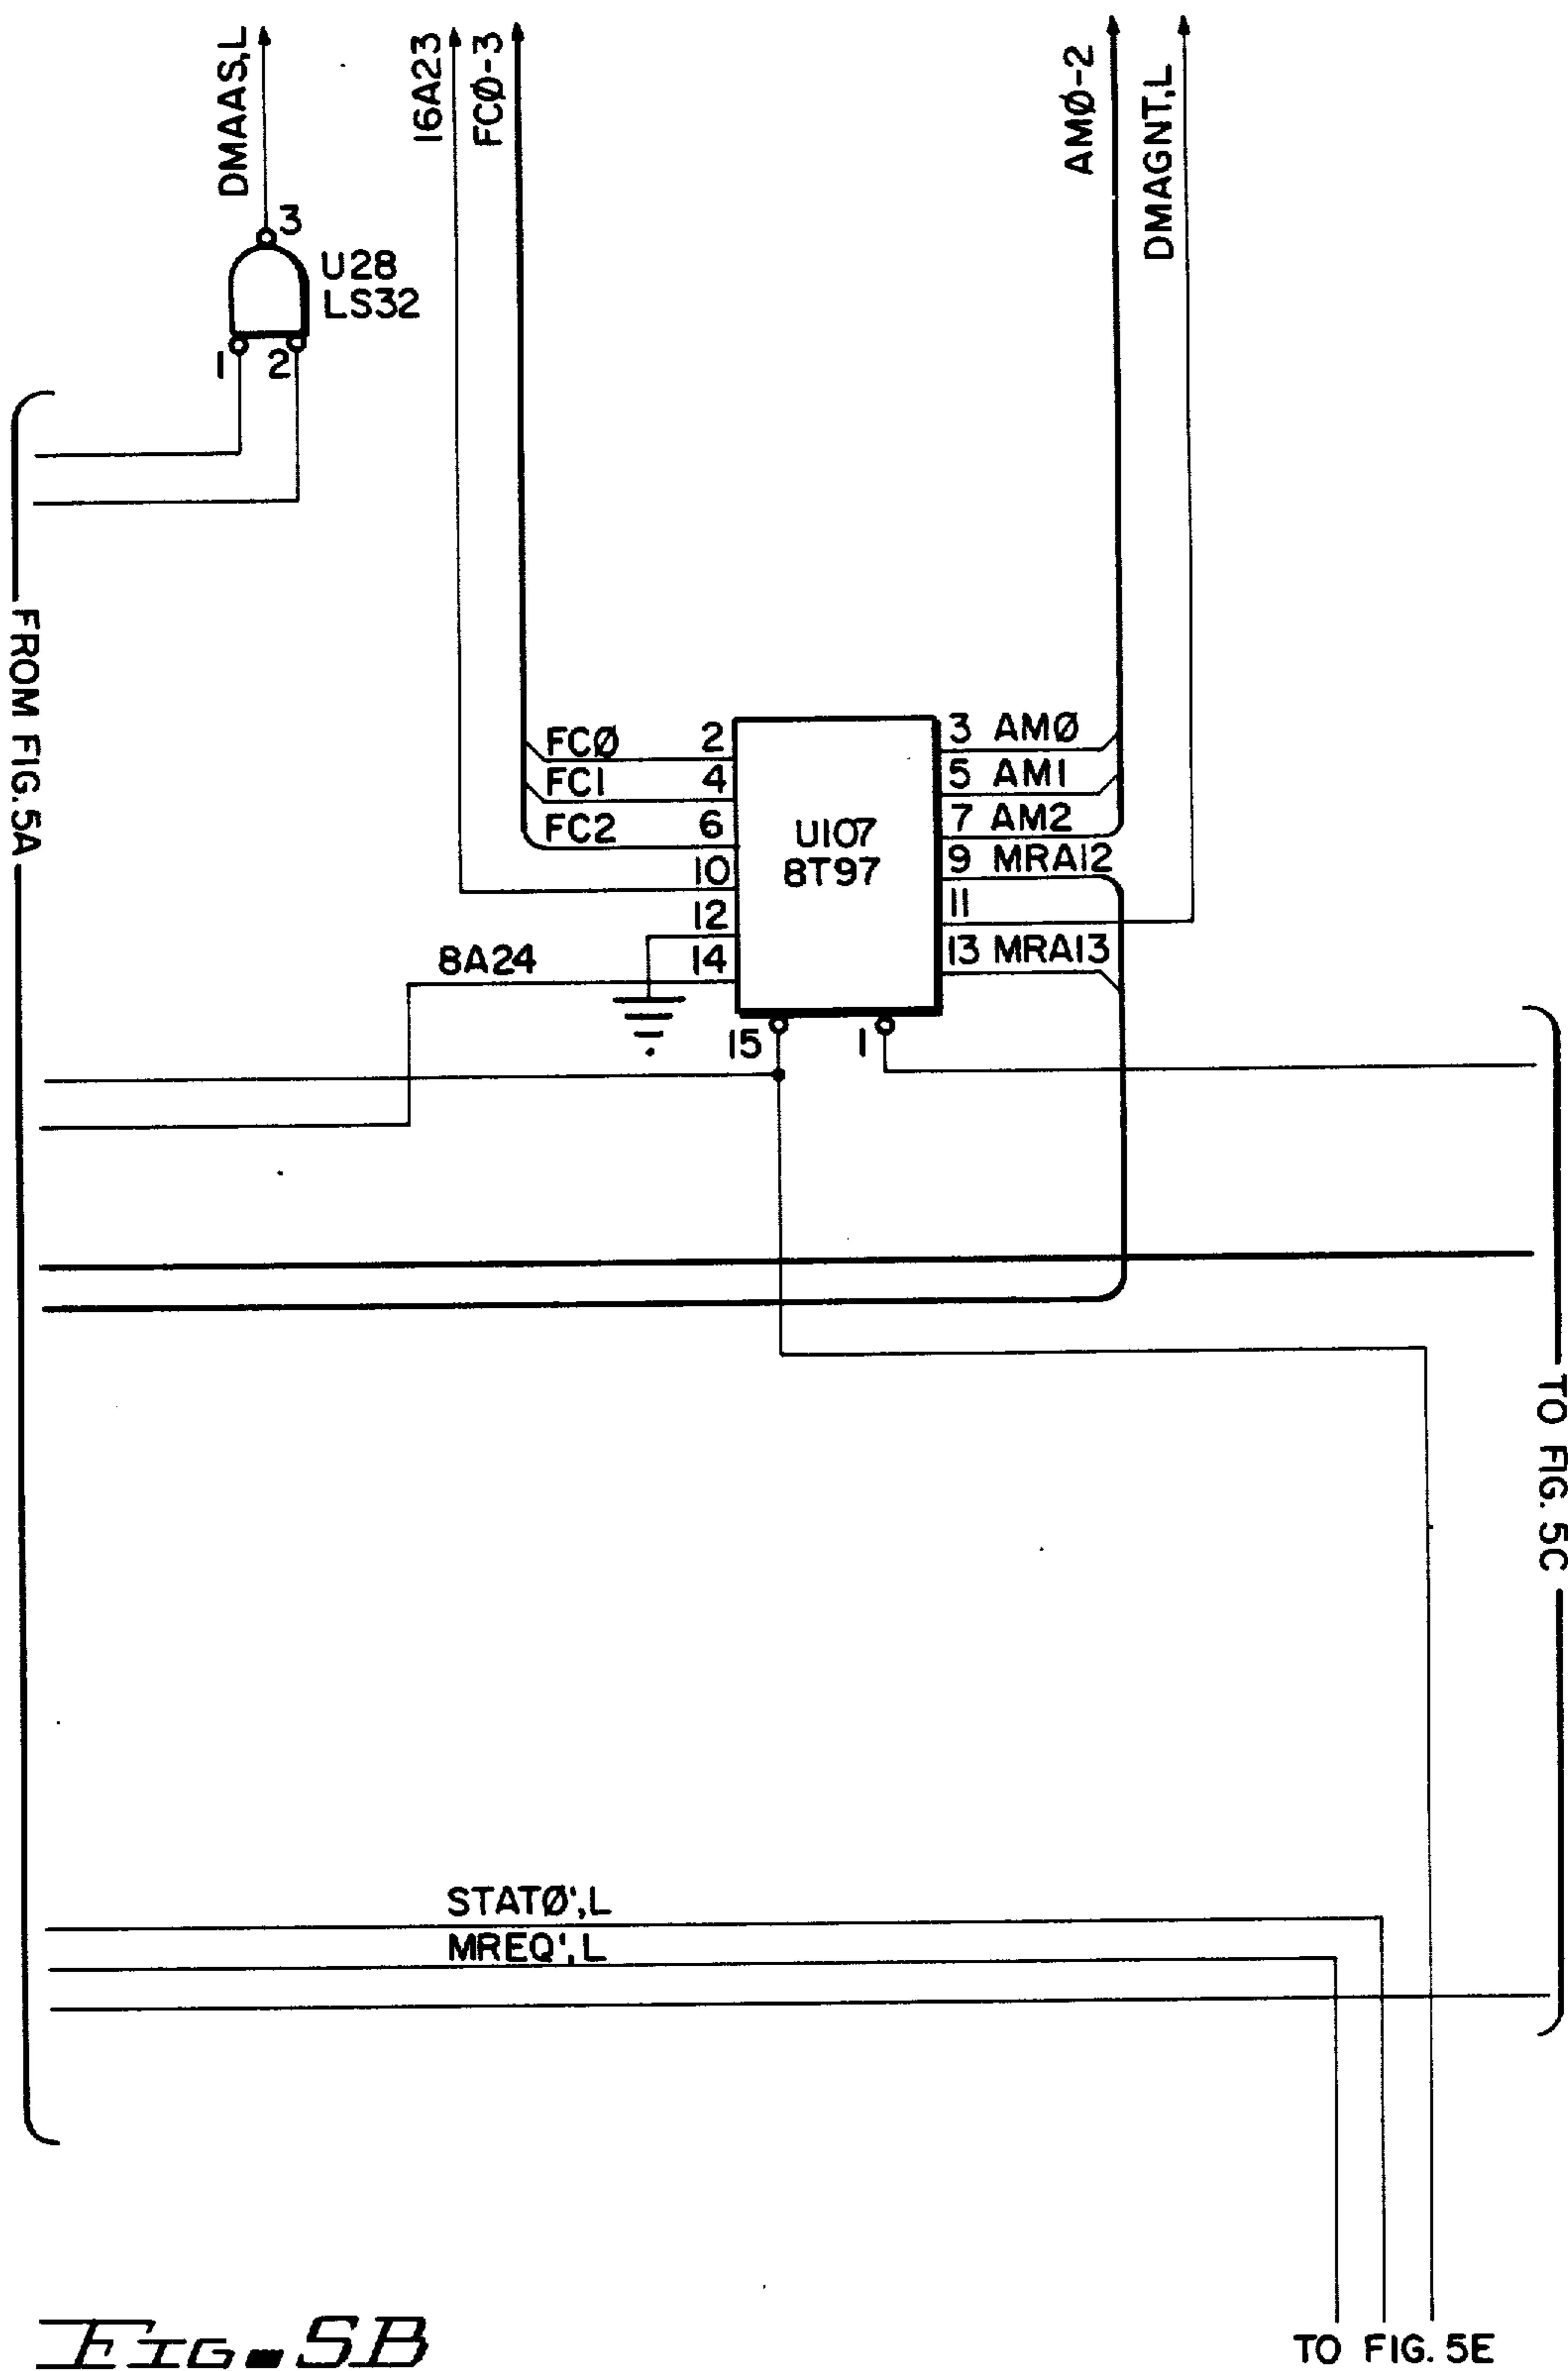 DMAAS,L
16A23
FCØ-3
AMØ-2
DMAGNT,L
3
U28
LS32
1 2
FROM FIG.5A
FCØ 2
FC1 4
FC2 6
10
12
8A24 14
U107
8T97
3 AMØ
5 AM1
7 AM2
9 MRA12
11
13 MRA13
15 1
TO FIG. 5C
STATØ',L
MREQ',L
FIG. 5B
TO FIG. 5E